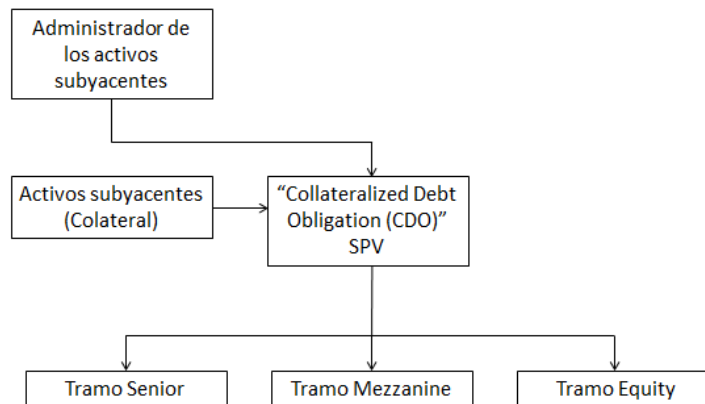 Administrador de
los activos
subyacentes
Activos subyacentes
(Colateral)
“Collateralized Debt
Obligation (CDO)”
SPV
Tramo Senior
Tramo Mezzanine
Tramo Equity